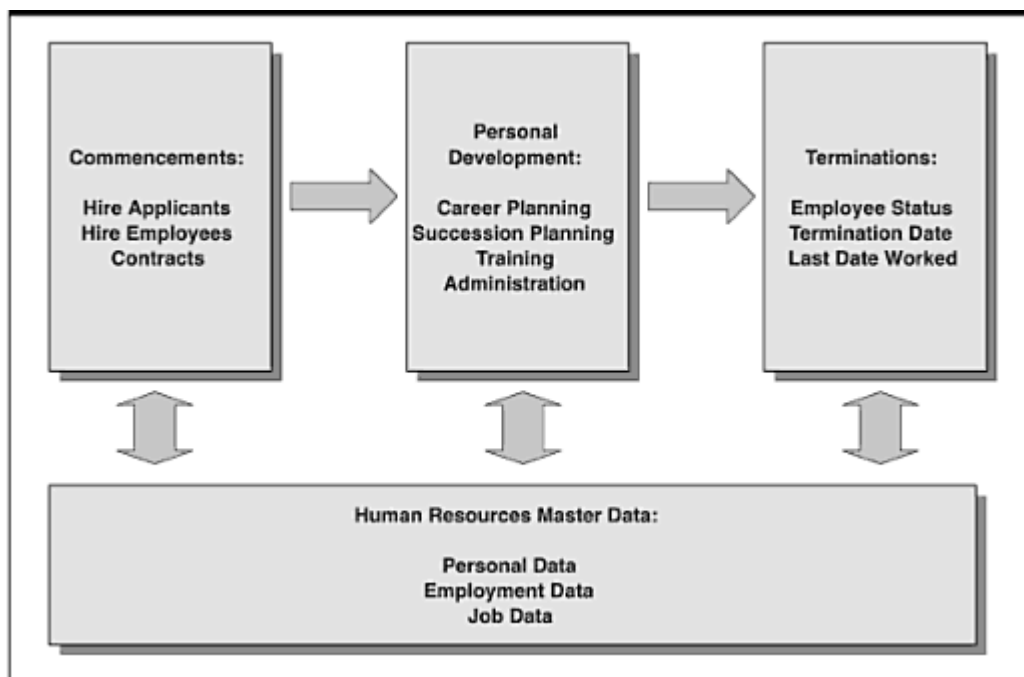 Commencements:
Hire Applicants
Hire Employees
Contracts
Personal
Development:
Career Planning
Succession Planning
Training
Administration
Terminations:
Employee Status
Termination Date
Last Date Worked
Human Resources Master Data:
Personal Data
Employment Data
Job Data